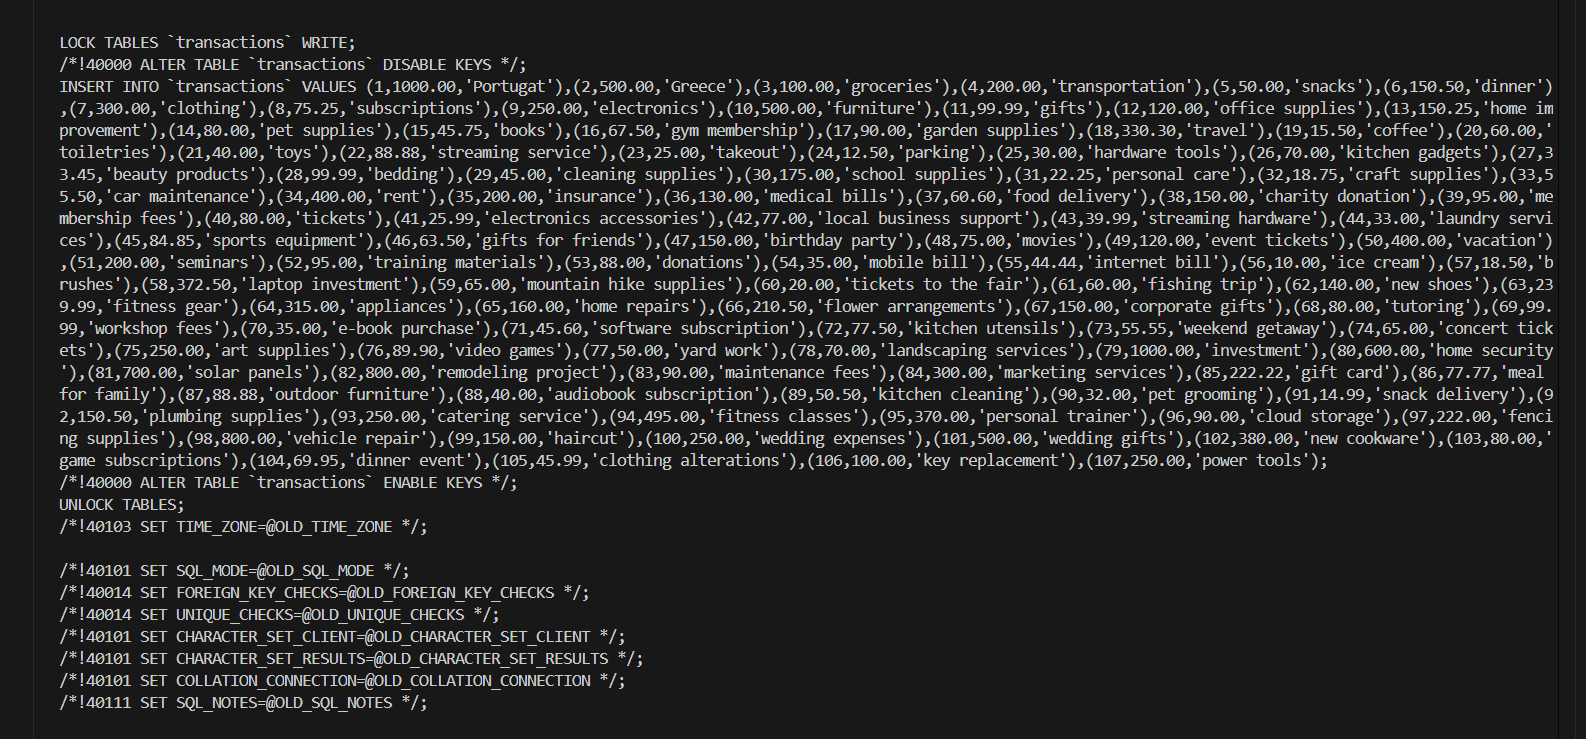 LOCK TABLES `transactions` WRITE;
/*!40000 ALTER TABLE `transactions` DISABLE KEYS */;
INSERT INTO `transactions` VALUES (1,1000.00,'Portugat'),(2,500.00,'Greece'),(3,100.00,'groceries'),(4,200.00,'transportation'),(5,50.00,'snacks'),(6,150.50,'dinner')
,(7,300.00,'clothing'),(8,75.25,'subscriptions'),(9,250.00,'electronics'),(10,500.00,'furniture'),(11,99.99,'gifts'),(12,120.00,'office supplies'),(13,150.25,'home im
provement'),(14,80.00,'pet supplies'),(15,45.75,'books'),(16,67.50,'gym membership'),(17,90.00,'garden supplies'),(18,330.30,'travel'),(19,15.50,'coffee'),(20,60.00,'
toiletries'),(21,40.00,'toys'),(22,88.88,'streaming service'),(23,25.00,'takeout'),(24,12.50,'parking'),(25,30.00,'hardware tools'),(26,70.00,'kitchen gadgets'),(27,3
3.45,'beauty products'),(28,99.99,'bedding'),(29,45.00,'cleaning supplies'),(30,175.00,'school supplies'),(31,22.25,'personal care'),(32,18.75,'craft supplies'),(33,5
5.50,'car maintenance'),(34,400.00,'rent'),(35,200.00,'insurance'),(36,130.00,'medical bills'),(37,60.60,'food delivery'),(38,150.00,'charity donation'),(39,95.00,'me
mbership fees'),(40,80.00,'tickets'),(41,25.99,'electronics accessories'),(42,77.00,'local business support'),(43,39.99,'streaming hardware'),(44,33.00,'laundry servi
ces'),(45,84.85,'sports equipment'),(46,63.50,'gifts for friends'),(47,150.00,'birthday party'),(48,75.00,'movies'),(49,120.00,'event tickets'),(50,400.00,'vacation')
,(51,200.00,'seminars'),(52,95.00,'training materials'),(53,88.00,'donations'),(54,35.00,'mobile bill'),(55,44.44,'internet bill'),(56,10.00,'ice cream'),(57,18.50,'b
rushes'),(58,372.50,'laptop investment'),(59,65.00,'mountain hike supplies'),(60,20.00,'tickets to the fair'),(61,60.00,'fishing trip'),(62,140.00,'new shoes'),(63,23
9.99,'fitness gear'),(64,315.00,'appliances'),(65,160.00,'home repairs'),(66,210.50,'flower arrangements'),(67,150.00,'corporate gifts'),(68,80.00,'tutoring'),(69,99.
99,'workshop fees'),(70,35.00,'e-book purchase'),(71,45.60,'software subscription'),(72,77.50,'kitchen utensils'),(73,55.55,'weekend getaway'),(74,65.00,'concert tick
ets'),(75,250.00,'art supplies'),(76,89.90,'video games'),(77,50.00,'yard work'),(78,70.00,'landscaping services'),(79,1000.00,'investment'),(80,600.00,'home security
'),(81,700.00,'solar panels'),(82,800.00,'remodeling project'),(83,90.00,'maintenance fees'),(84,300.00,'marketing services'),(85,222.22,'gift card'),(86,77.77,'meal 
for family'),(87,88.88,'outdoor furniture'),(88,40.00,'audiobook subscription'),(89,50.50,'kitchen cleaning'),(90,32.00,'pet grooming'),(91,14.99,'snack delivery'),(9
2,150.50,'plumbing supplies'),(93,250.00,'catering service'),(94,495.00,'fitness classes'),(95,370.00,'personal trainer'),(96,90.00,'cloud storage'),(97,222.00,'fenci
ng supplies'),(98,800.00,'vehicle repair'),(99,150.00,'haircut'),(100,250.00,'wedding expenses'),(101,500.00,'wedding gifts'),(102,380.00,'new cookware'),(103,80.00,'
game subscriptions'),(104,69.95,'dinner event'),(105,45.99,'clothing alterations'),(106,100.00,'key replacement'),(107,250.00,'power tools');
/*!40000 ALTER TABLE `transactions` ENABLE KEYS */;
UNLOCK TABLES;
/*!40103 SET TIME_ZONE=@OLD_TIME_ZONE */;
/*!40101 SET SQL_MODE=@OLD_SQL_MODE */;
/*!40014 SET FOREIGN_KEY_CHECKS=@OLD_FOREIGN_KEY_CHECKS */;
/*!40014 SET UNIQUE_CHECKS=@OLD_UNIQUE_CHECKS */;
/*!40101 SET CHARACTER_SET_CLIENT=@OLD_CHARACTER_SET_CLIENT */;
/*!40101 SET CHARACTER_SET_RESULTS=@OLD_CHARACTER_SET_RESULTS */;
/*!40101 SET COLLATION_CONNECTION=@OLD_COLLATION_CONNECTION */;
/*!40111 SET SQL_NOTES=@OLD_SQL_NOTES */;